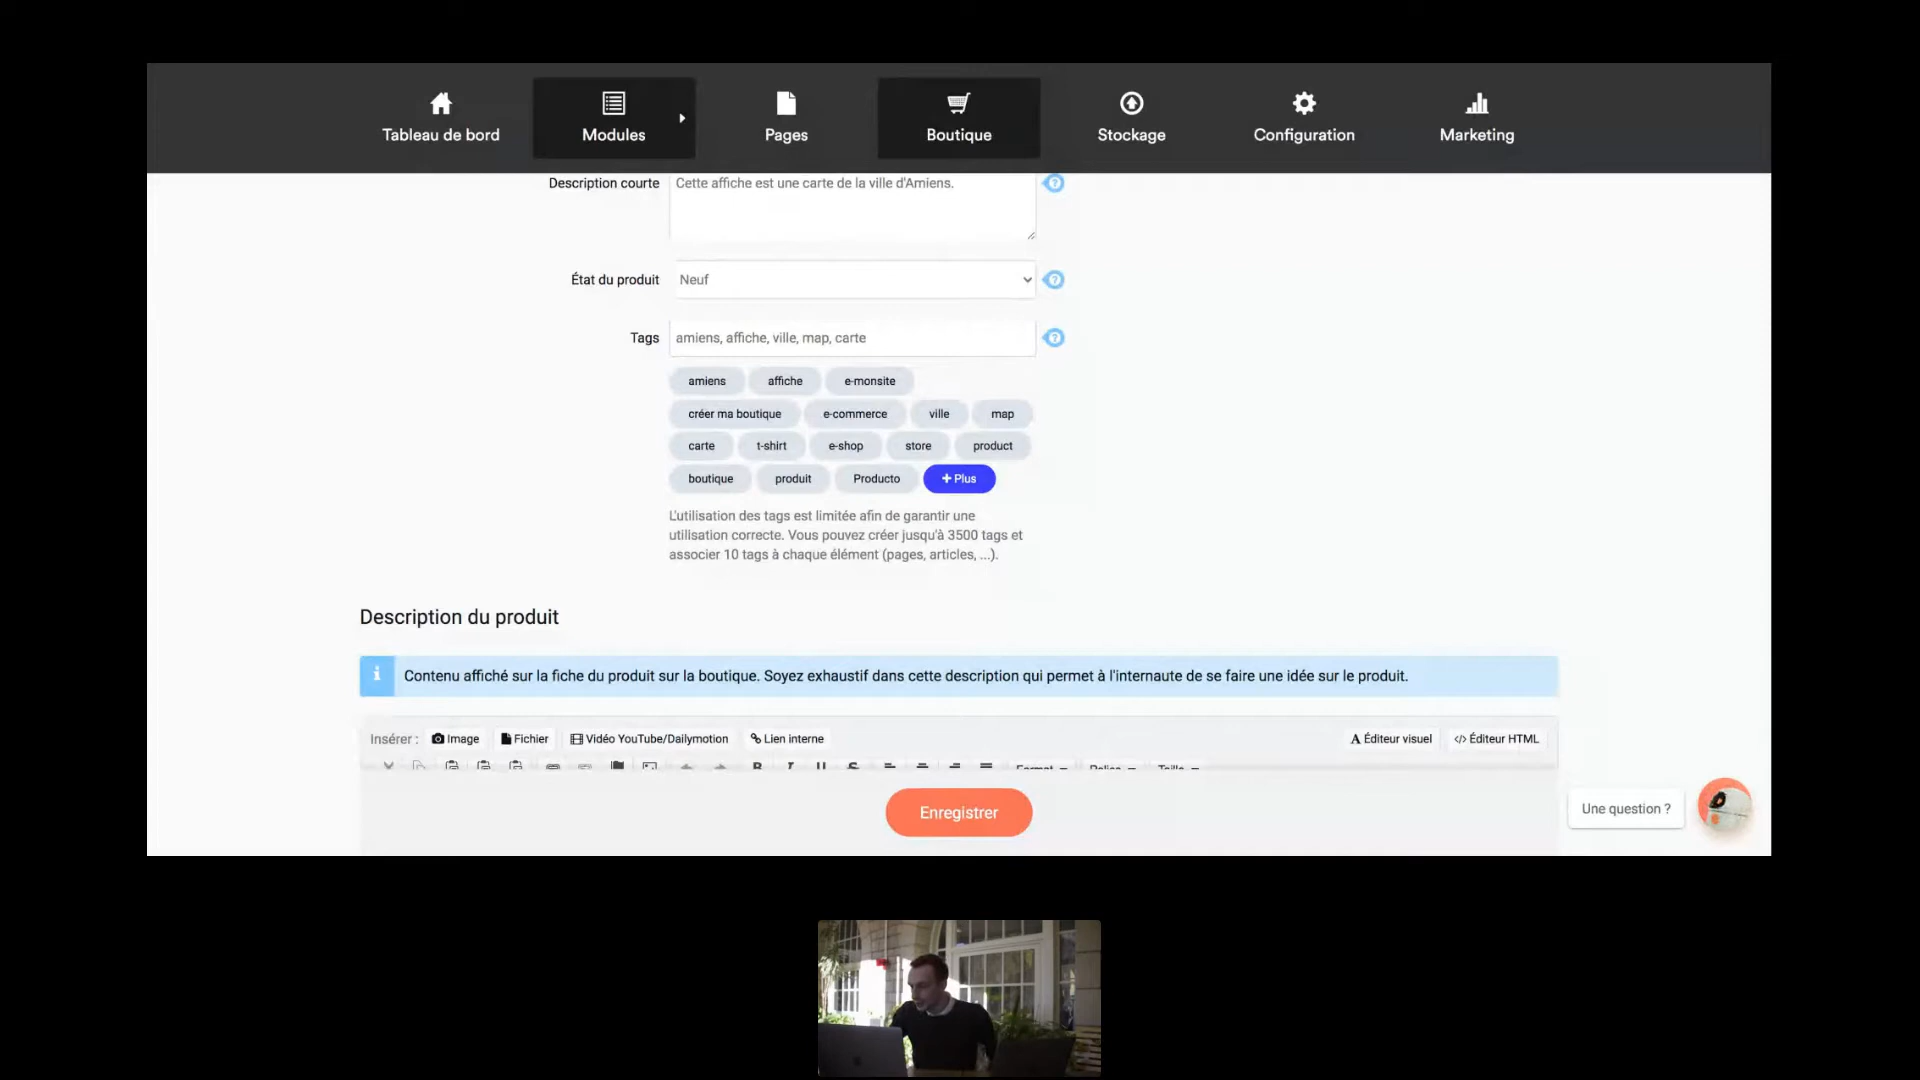 Tableau de bord
Modules
Pages
Boutique
Stockage
Configuration
Marketing
Description courte
Cette affiche est une carte de la ville d'Amiens.
État du produit
Neuf
Tags
amiens, affiche, ville, map, carte
amiens affiche e-monsite
créer ma boutique e-commerce ville map
carte t-shirt e-shop store product
boutique produit Producto + Plus
L'utilisation des tags est limitée afin de garantir une
utilisation correcte. Vous pouvez créer jusqu'à 3500 tags et
associer 10 tags à chaque élément (pages, articles, ...).
Description du produit
Contenu affiché sur la fiche du produit sur la boutique. Soyez exhaustif dans cette description qui permet à l'internaute de se faire une idée sur le produit.
Insérer : Image Fichier Vidéo YouTube/Dailymotion Lien interne
A Éditeur visuel </> Éditeur HTML
B I U S Format Police Taille
Enregistrer
Une question ?